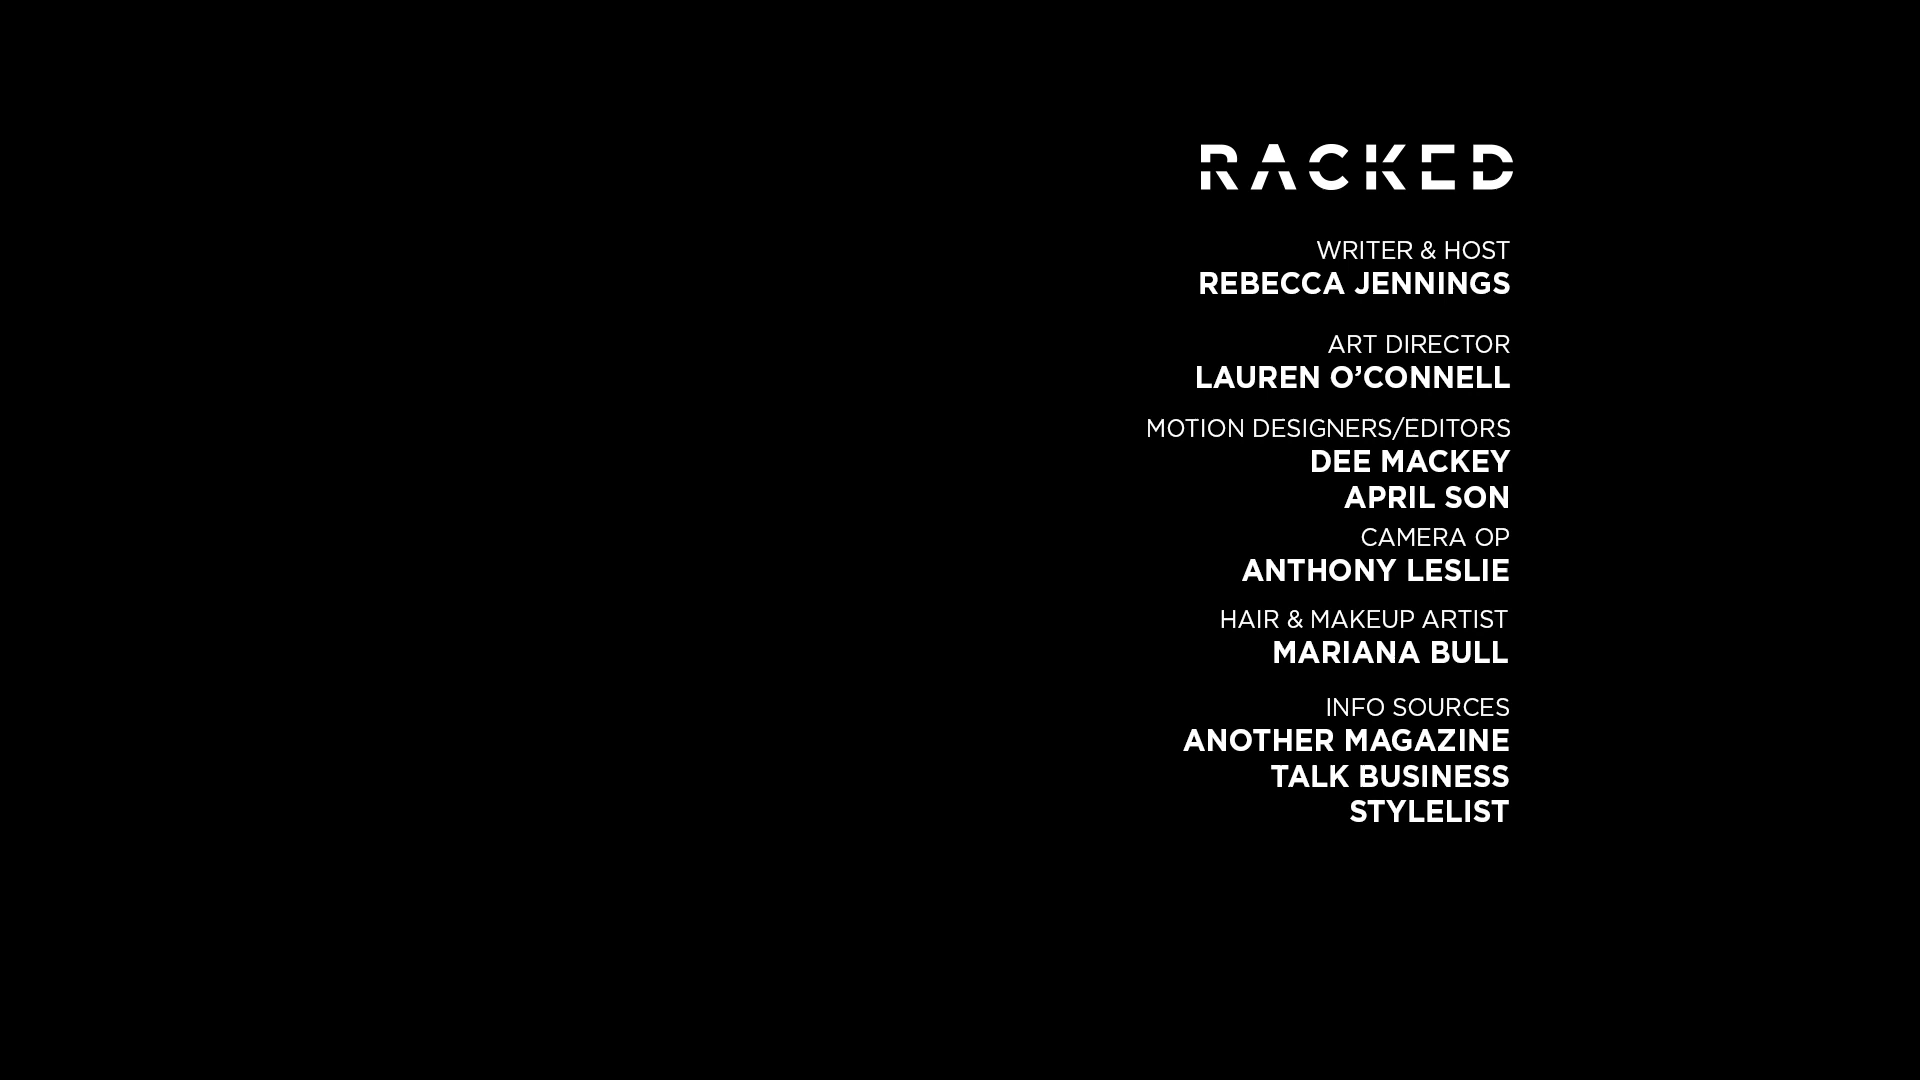 RACKED
WRITER & HOST
REBECCA JENNINGS
ART DIRECTOR
LAUREN O’CONNELL
MOTION DESIGNERS/EDITORS
DEE MACKEY
APRIL SON
CAMERA OP
ANTHONY LESLIE
HAIR & MAKEUP ARTIST
MARIANA BULL
INFO SOURCES
ANOTHER MAGAZINE
TALK BUSINESS
STYLELIST